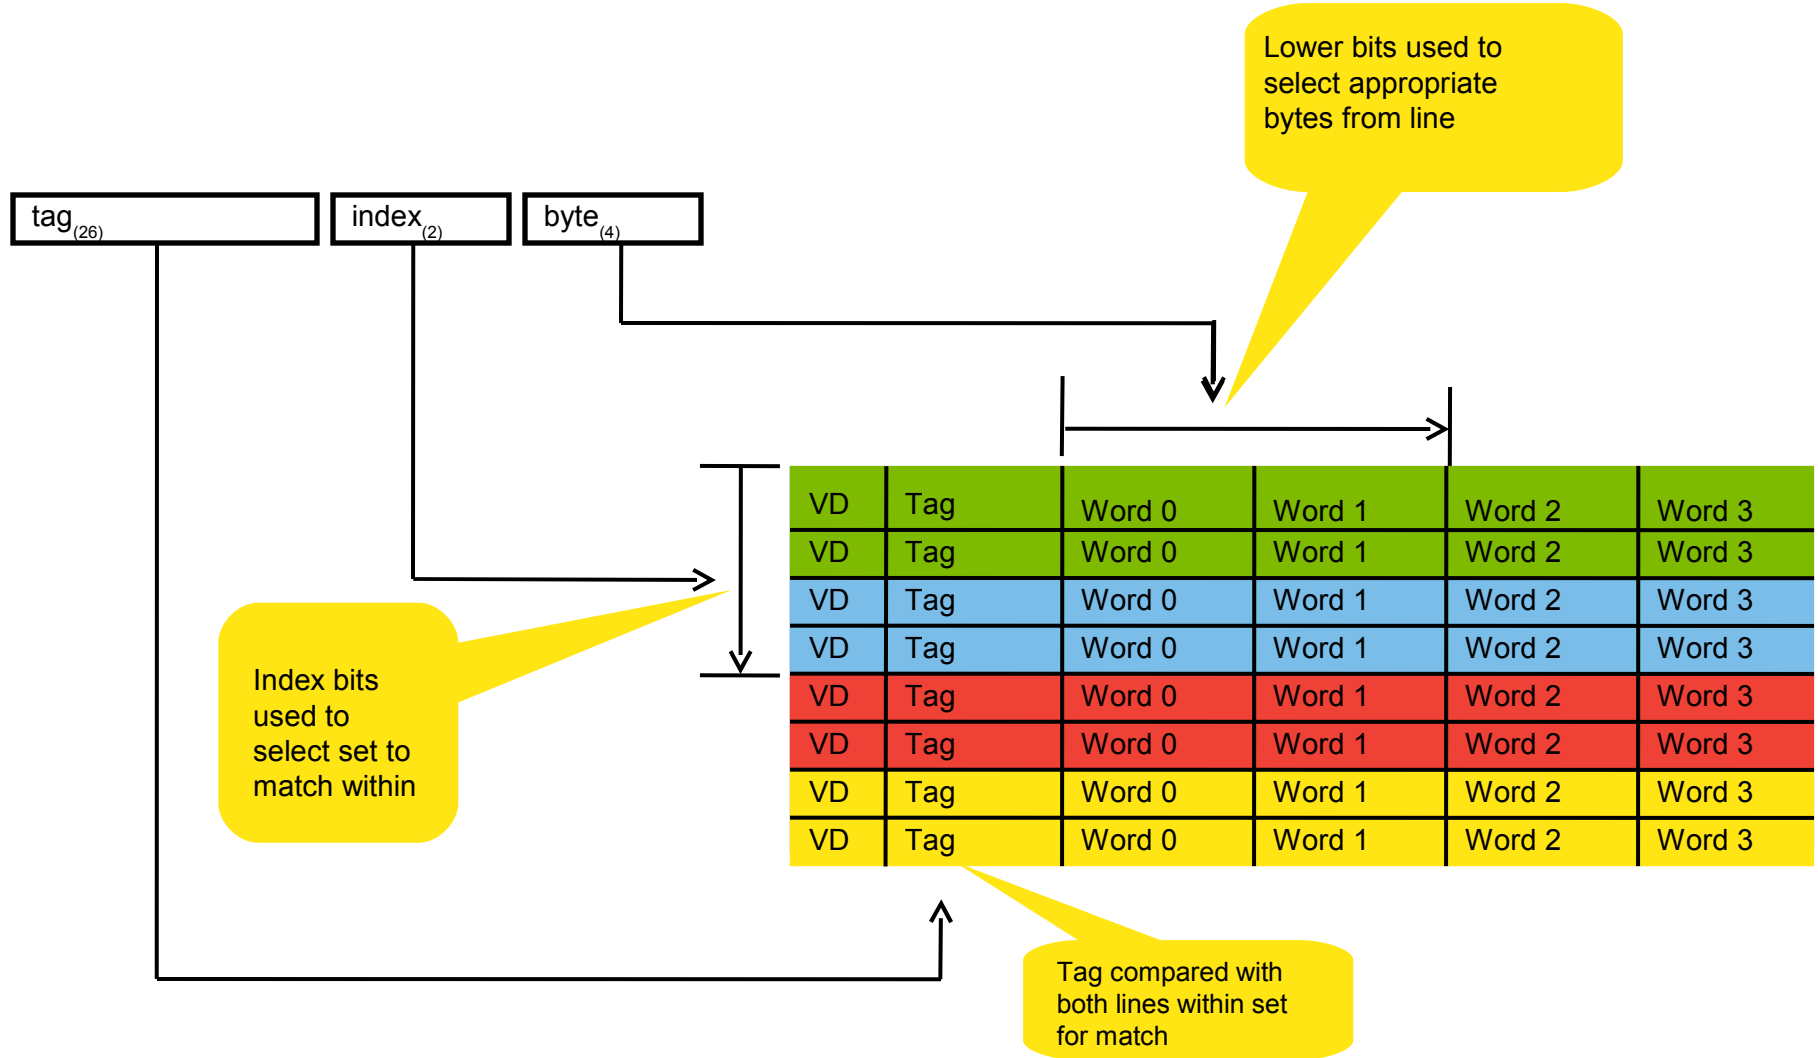 Lower bits used to
select appropriate
bytes from line
tag(26) index(2) byte(4)
VD Tag Word 0 Word 1 Word 2 Word 3
VD Tag Word 0 Word 1 Word 2 Word 3
VD Tag Word 0 Word 1 Word 2 Word 3
VD Tag Word 0 Word 1 Word 2 Word 3
VD Tag Word 0 Word 1 Word 2 Word 3
VD Tag Word 0 Word 1 Word 2 Word 3
VD Tag Word 0 Word 1 Word 2 Word 3
VD Tag Word 0 Word 1 Word 2 Word 3
Index bits
used to
select set to
match within
Tag compared with
both lines within set
for match